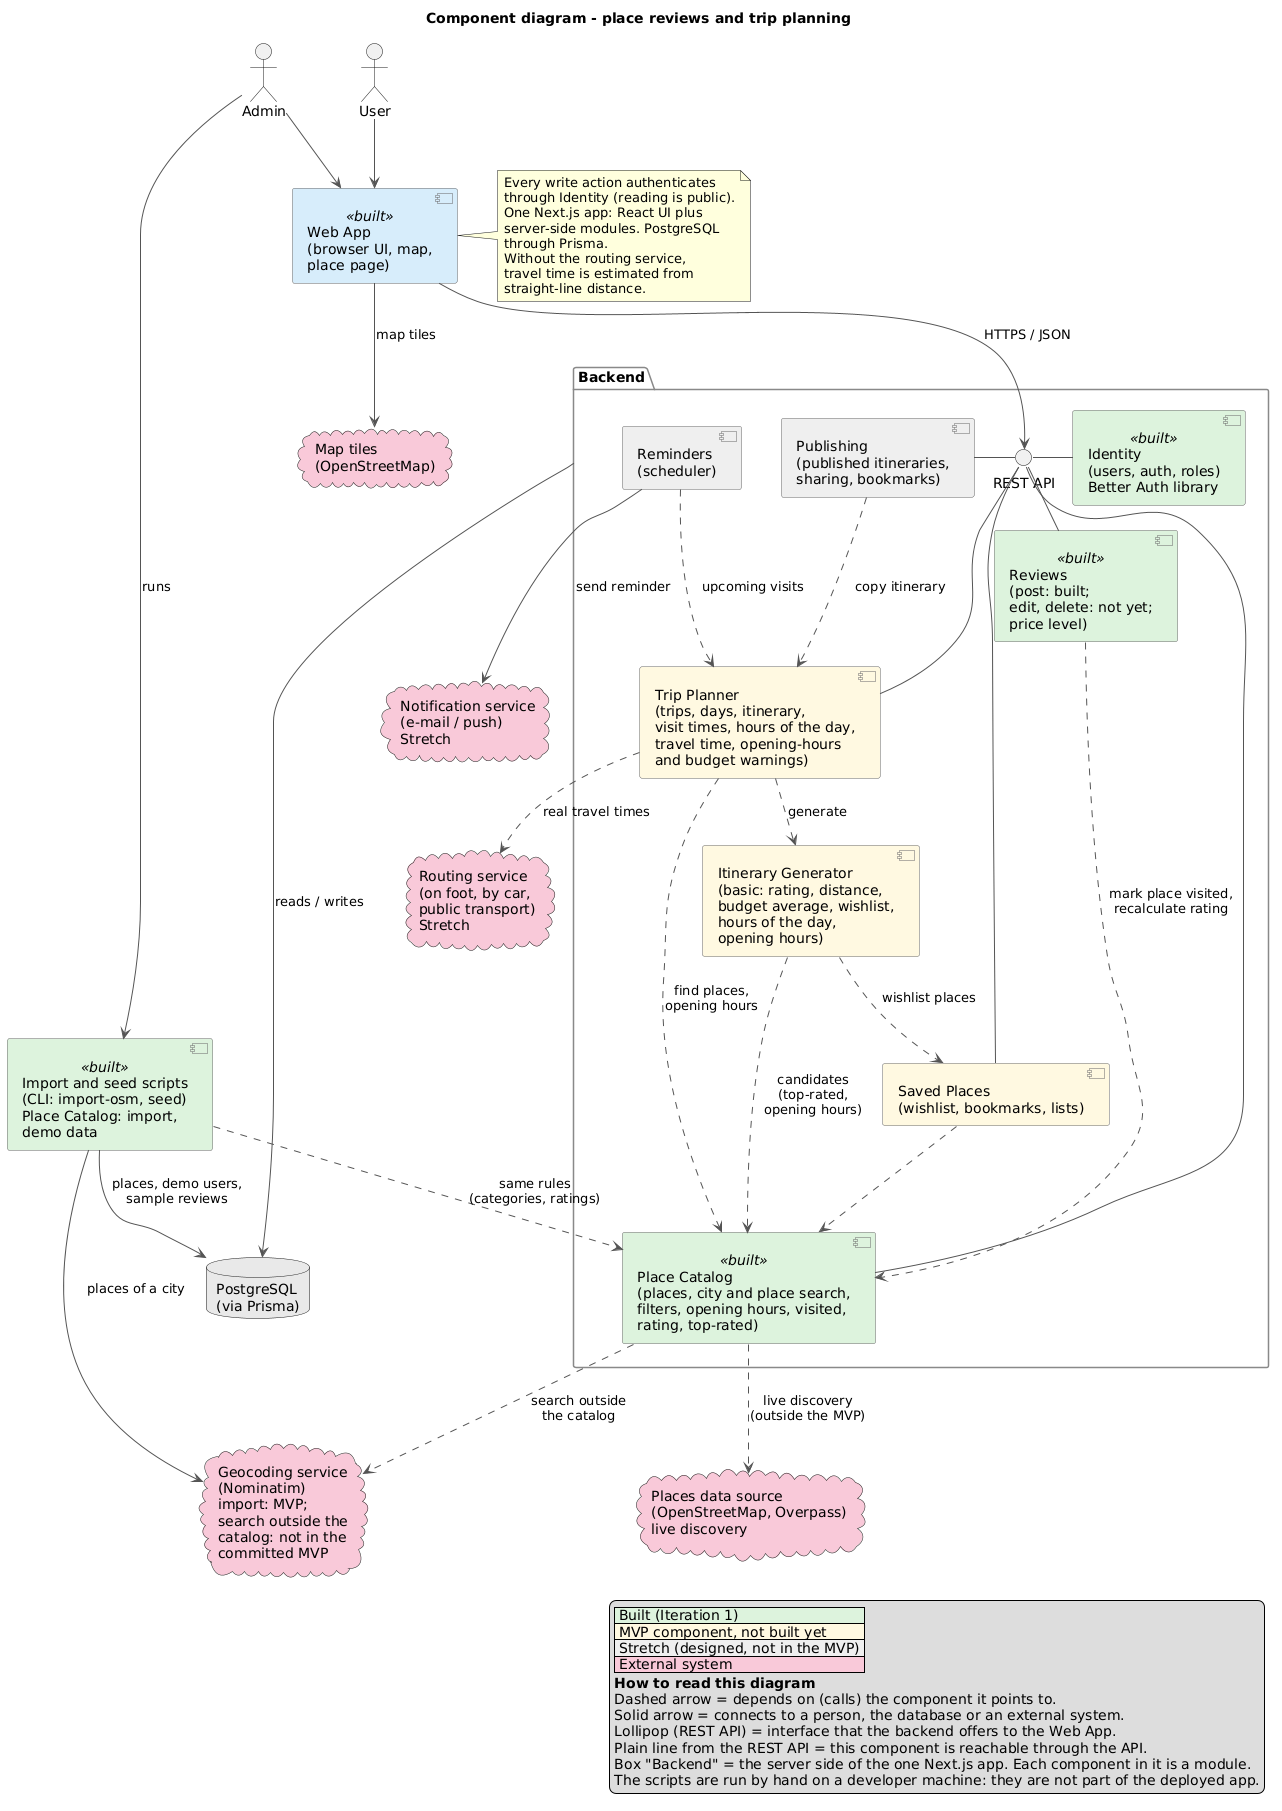 Component diagram - place reviews and trip planning
Admin
User
«built»
Web App
(browser UI, map,
place page)
Every write action authenticates
through Identity (reading is public).
One Next.js app: React UI plus
server-side modules. PostgreSQL
through Prisma.
Without the routing service,
travel time is estimated from
straight-line distance.
map tiles
HTTPS / JSON
Backend
Map tiles
(OpenStreetMap)
Reminders
(scheduler)
Publishing
(published itineraries,
sharing, bookmarks)
REST API
«built»
Identity
(users, auth, roles)
Better Auth library
«built»
Reviews
(post: built;
edit, delete: not yet;
price level)
runs
send reminder
upcoming visits
copy itinerary
Notification service
(e-mail / push)
Stretch
Trip Planner
(trips, days, itinerary,
visit times, hours of the day,
travel time, opening-hours
and budget warnings)
real travel times
generate
Routing service
(on foot, by car,
public transport)
Stretch
Itinerary Generator
(basic: rating, distance,
budget average, wishlist,
hours of the day,
opening hours)
reads / writes
mark place visited,
recalculate rating
find places,
opening hours
wishlist places
«built»
Import and seed scripts
(CLI: import-osm, seed)
Place Catalog: import,
demo data
candidates
(top-rated,
opening hours)
Saved Places
(wishlist, bookmarks, lists)
places, demo users,
sample reviews
same rules
(categories, ratings)
places of a city
PostgreSQL
(via Prisma)
«built»
Place Catalog
(places, city and place search,
filters, opening hours, visited,
rating, top-rated)
search outside
the catalog
live discovery
(outside the MVP)
Geocoding service
(Nominatim)
import: MVP;
search outside the
catalog: not in the
committed MVP
Places data source
(OpenStreetMap, Overpass)
live discovery
Built (Iteration 1)
MVP component, not built yet
Stretch (designed, not in the MVP)
External system
How to read this diagram
Dashed arrow = depends on (calls) the component it points to.
Solid arrow = connects to a person, the database or an external system.
Lollipop (REST API) = interface that the backend offers to the Web App.
Plain line from the REST API = this component is reachable through the API.
Box "Backend" = the server side of the one Next.js app. Each component in it is a module.
The scripts are run by hand on a developer machine: they are not part of the deployed app.